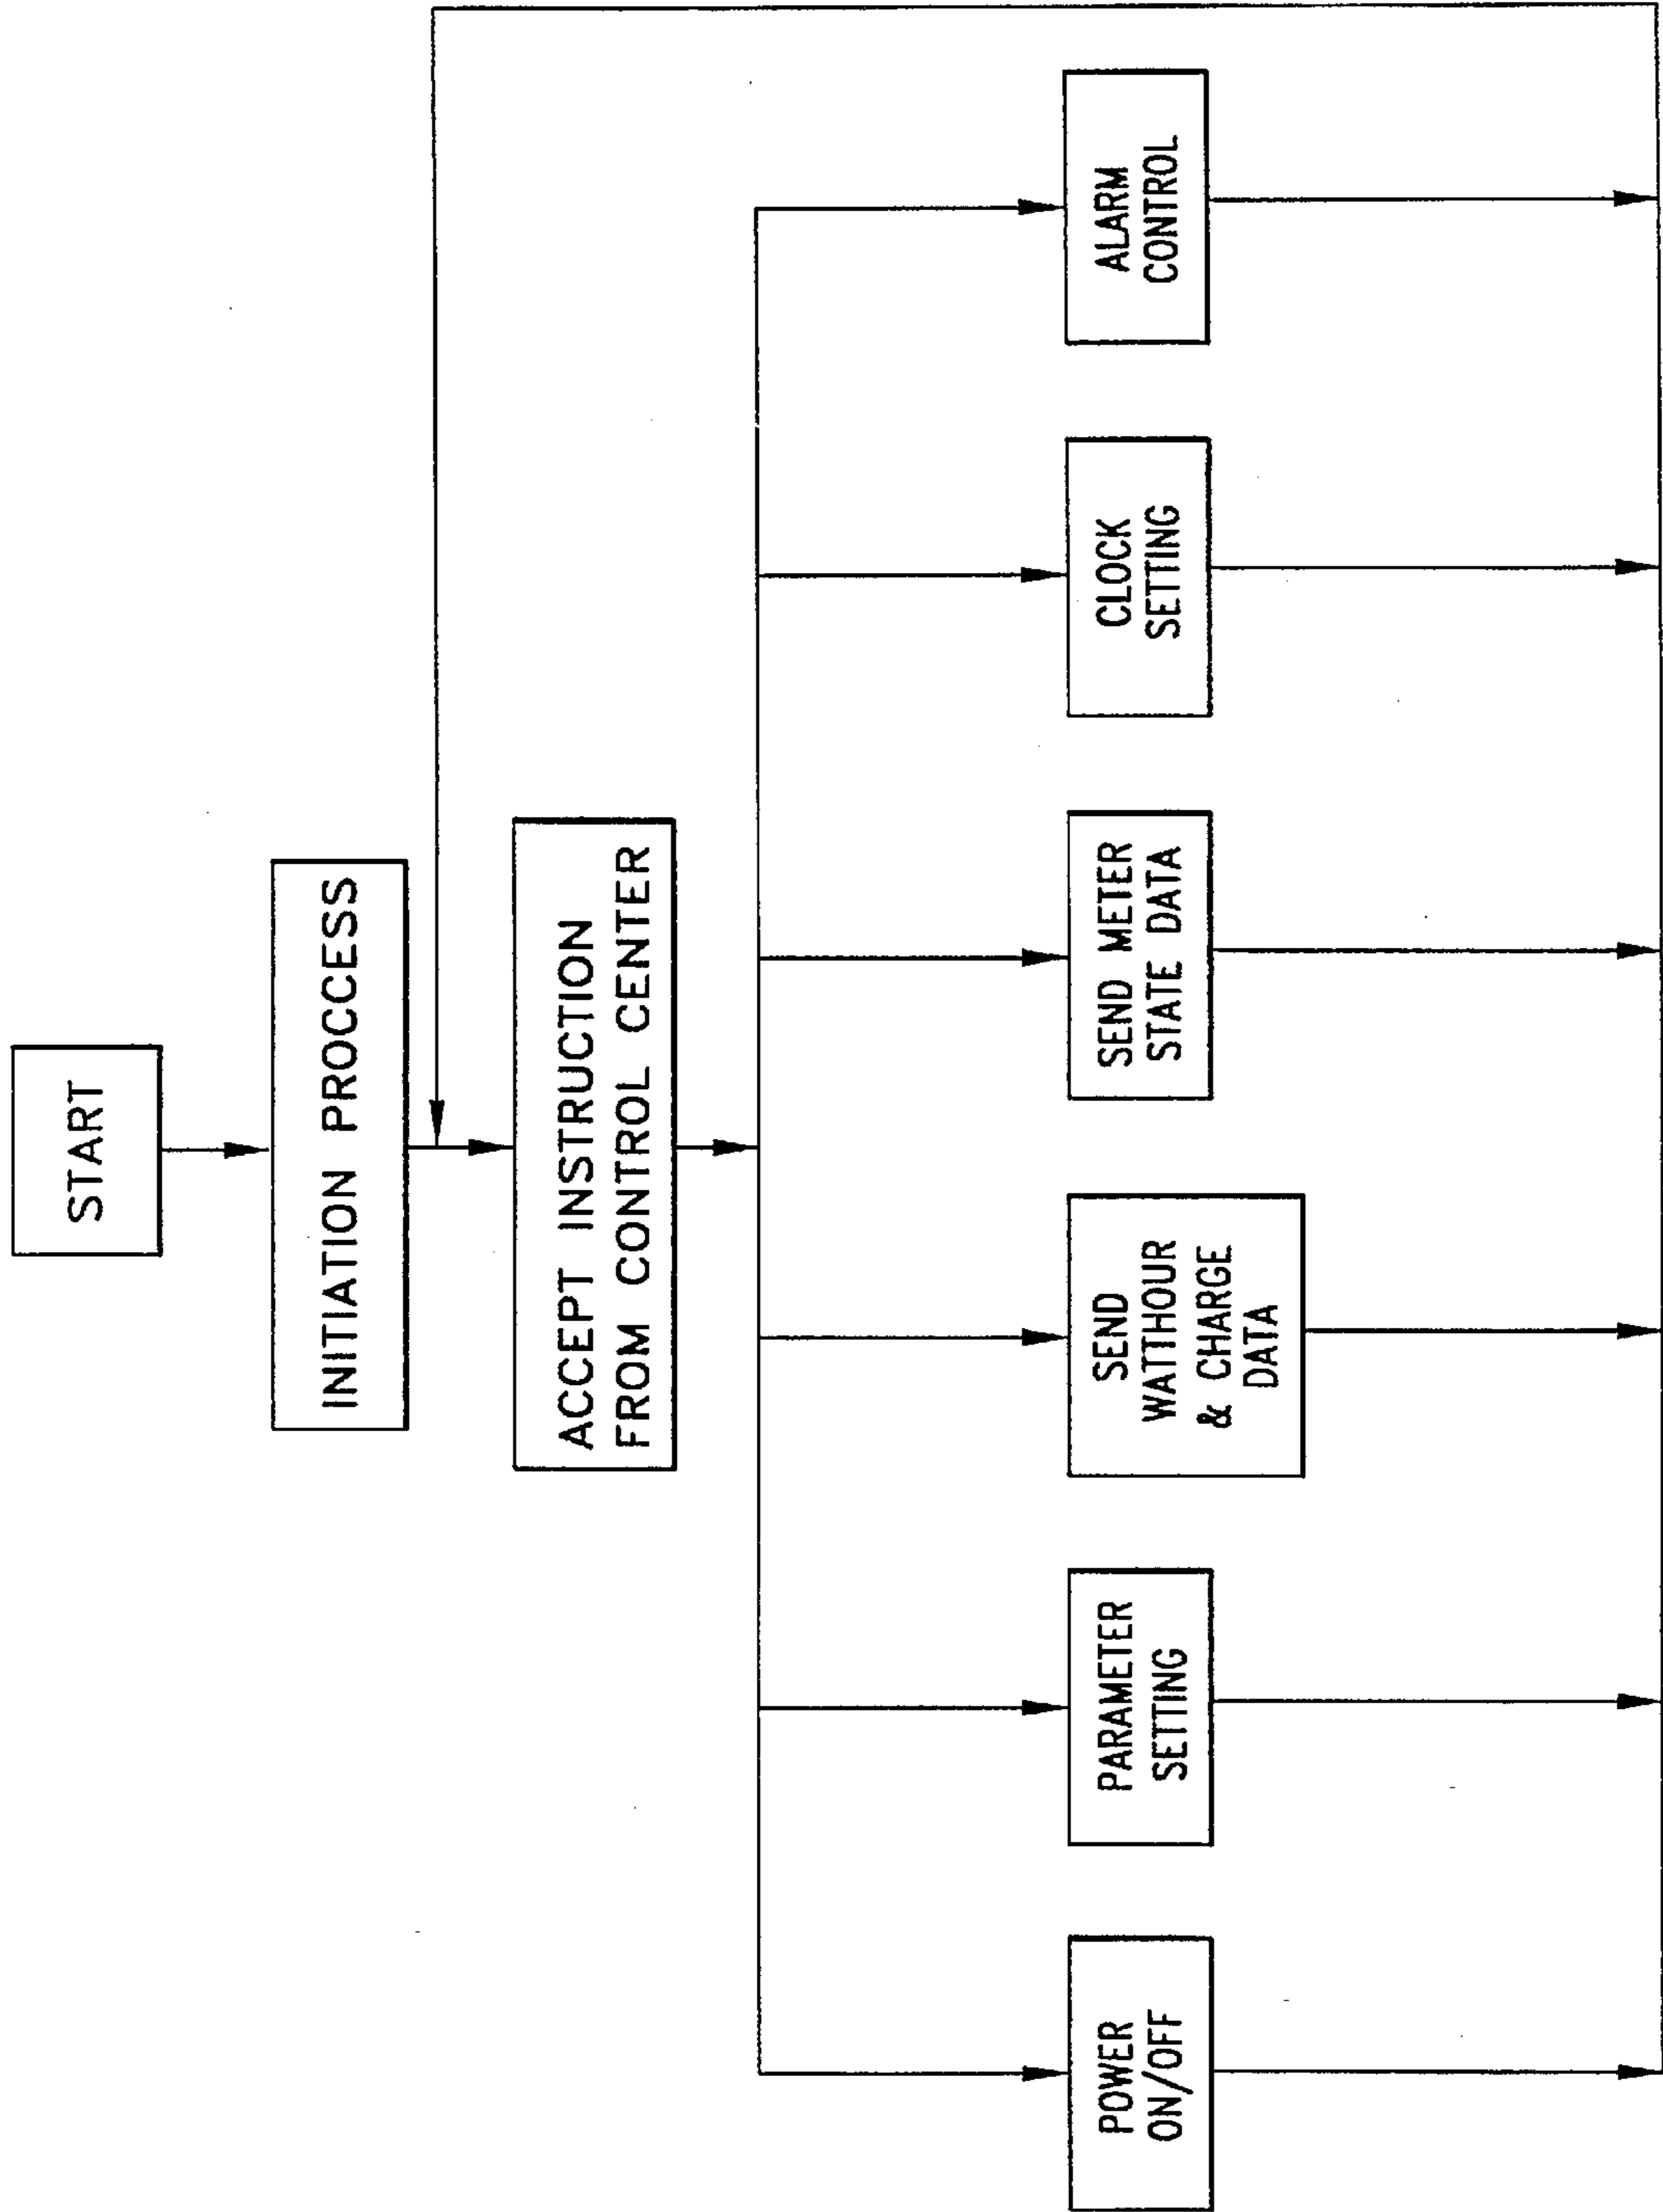 START
INITIATION PROCCESS
ACCEPT INSTRUCTION
FROM CONTROL CENTER
POWER
ON/OFF
PARAMETER
SETTING
SEND
WATTHOUR
& CHARGE
DATA
SEND METER
STATE DATA
CLOCK
SETTING
ALARM
CONTROL